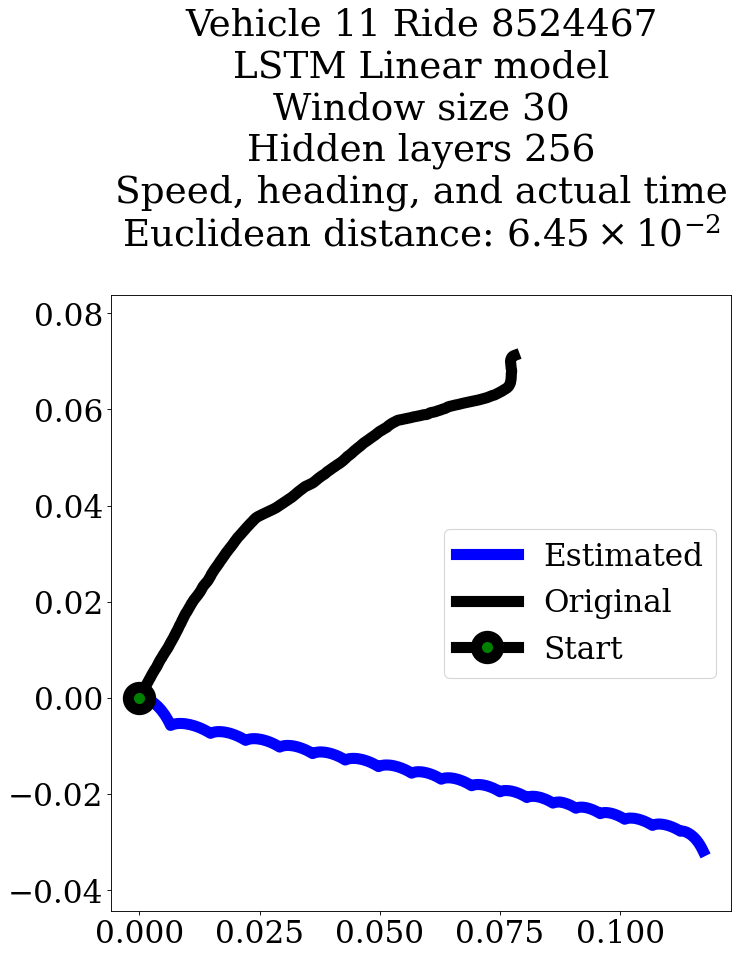 Vehicle 11 Ride 8524467
LSTM Linear model
Window size 30
Hidden layers 256
Speed, heading, and actual time
Euclidean distance: 6.45 × 10⁻²
0.08
0.06
0.04
0.02
0.00
−0.02
−0.04
Estimated
Original
Start
0.000 0.025 0.050 0.075 0.100